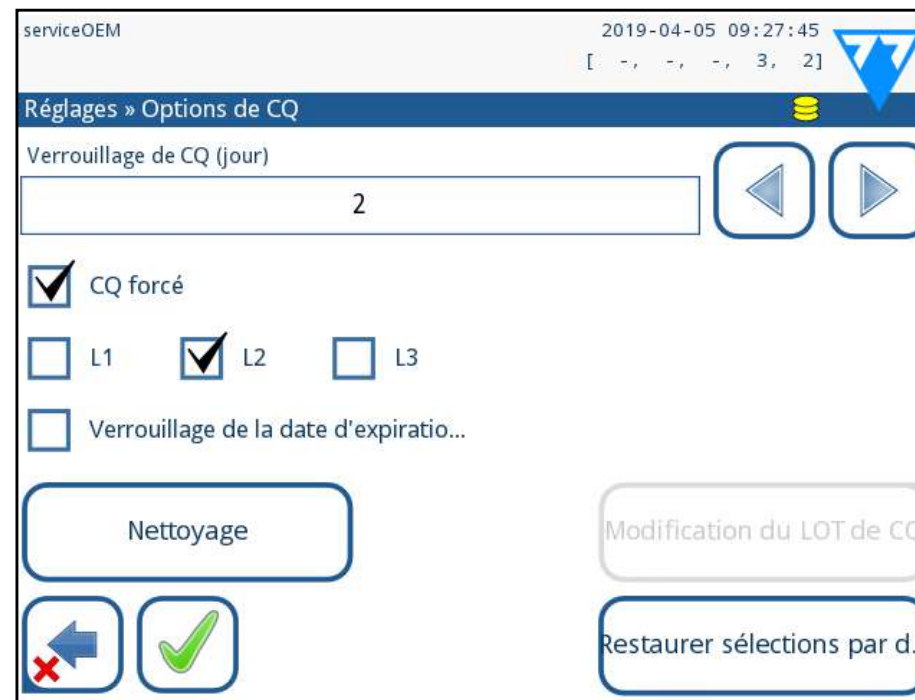 serviceOEM
2019-04-05 09:27:45
[ -, -, -, 3, 2]
Réglages » Options de CQ
Verrouillage de CQ (jour)
2
CQ forcé
L1 L2 L3
Verrouillage de la date d'expiratio...
Nettoyage
Modification du LOT de CQ
Restaurer sélections par d.